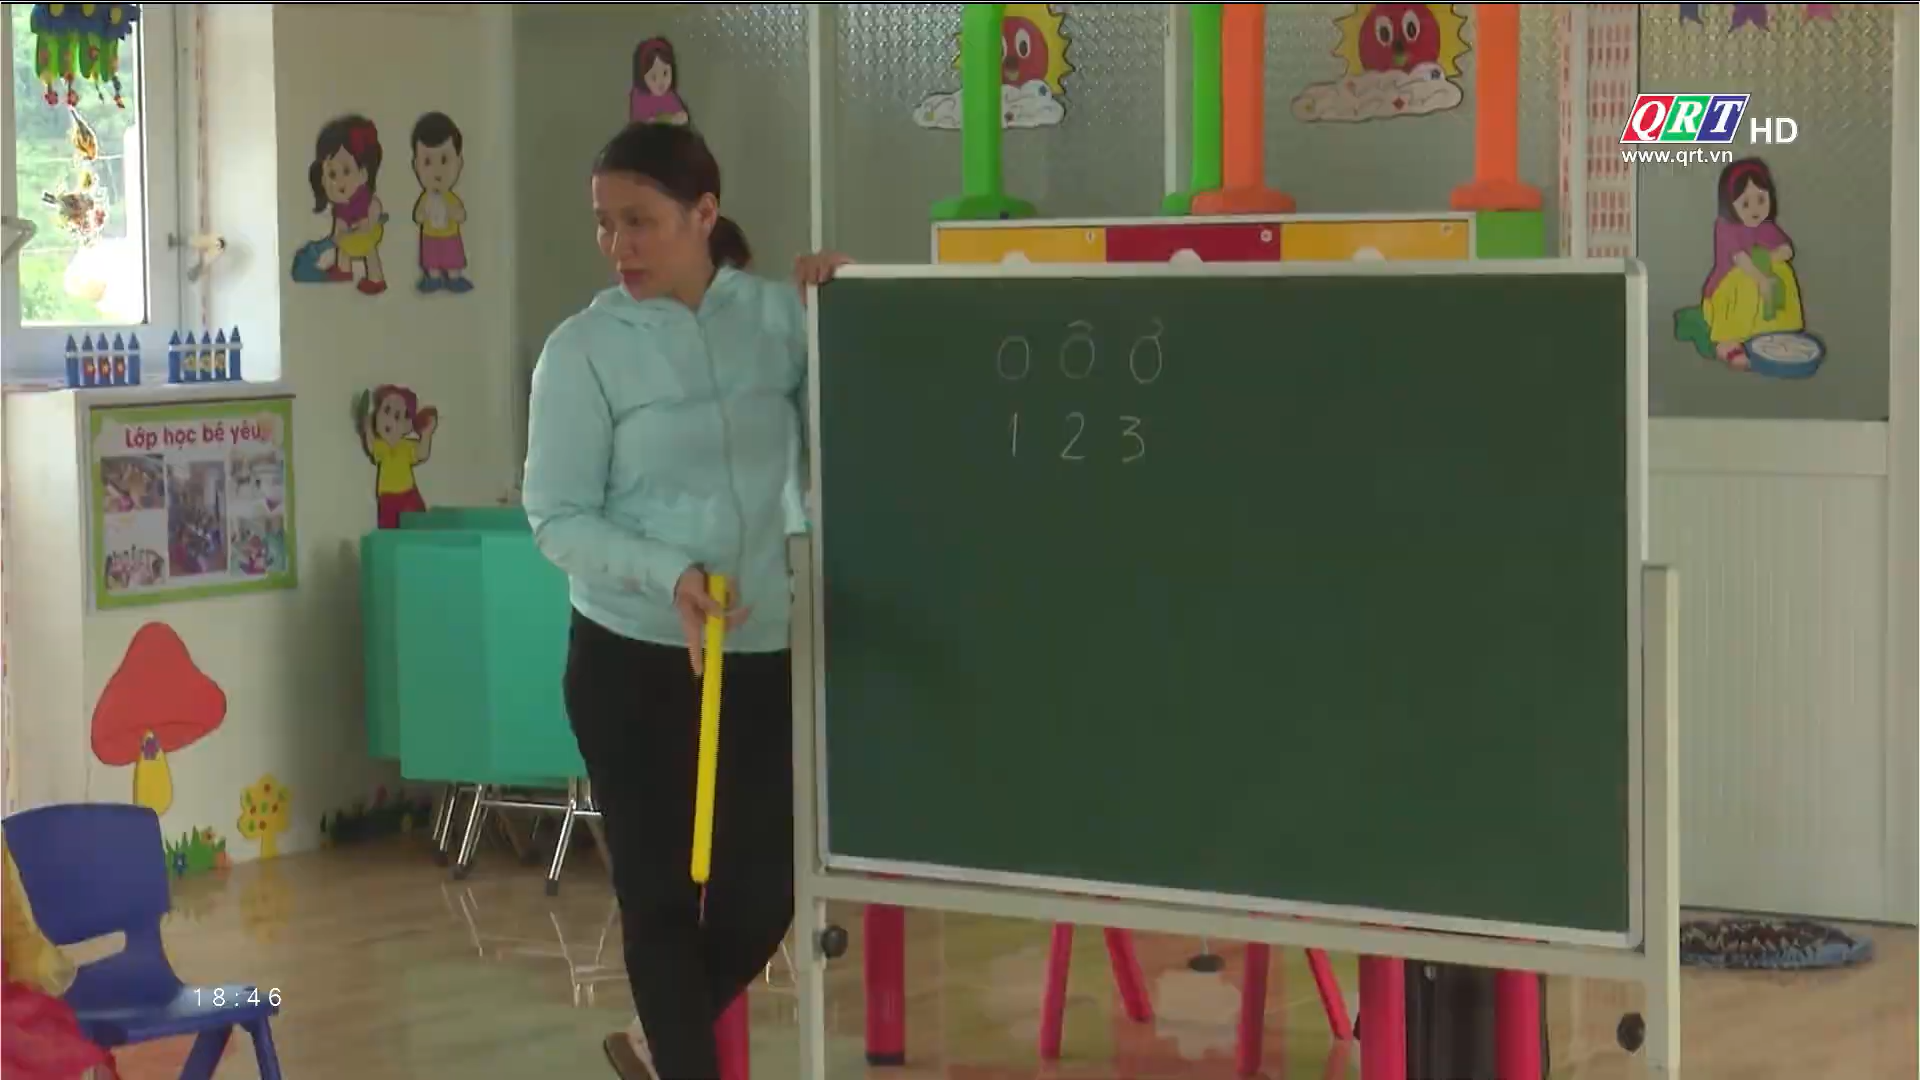 QRT HD
www.qrt.vn
O Ô Ơ
1 2 3
Lớp học bé yêu
18:46